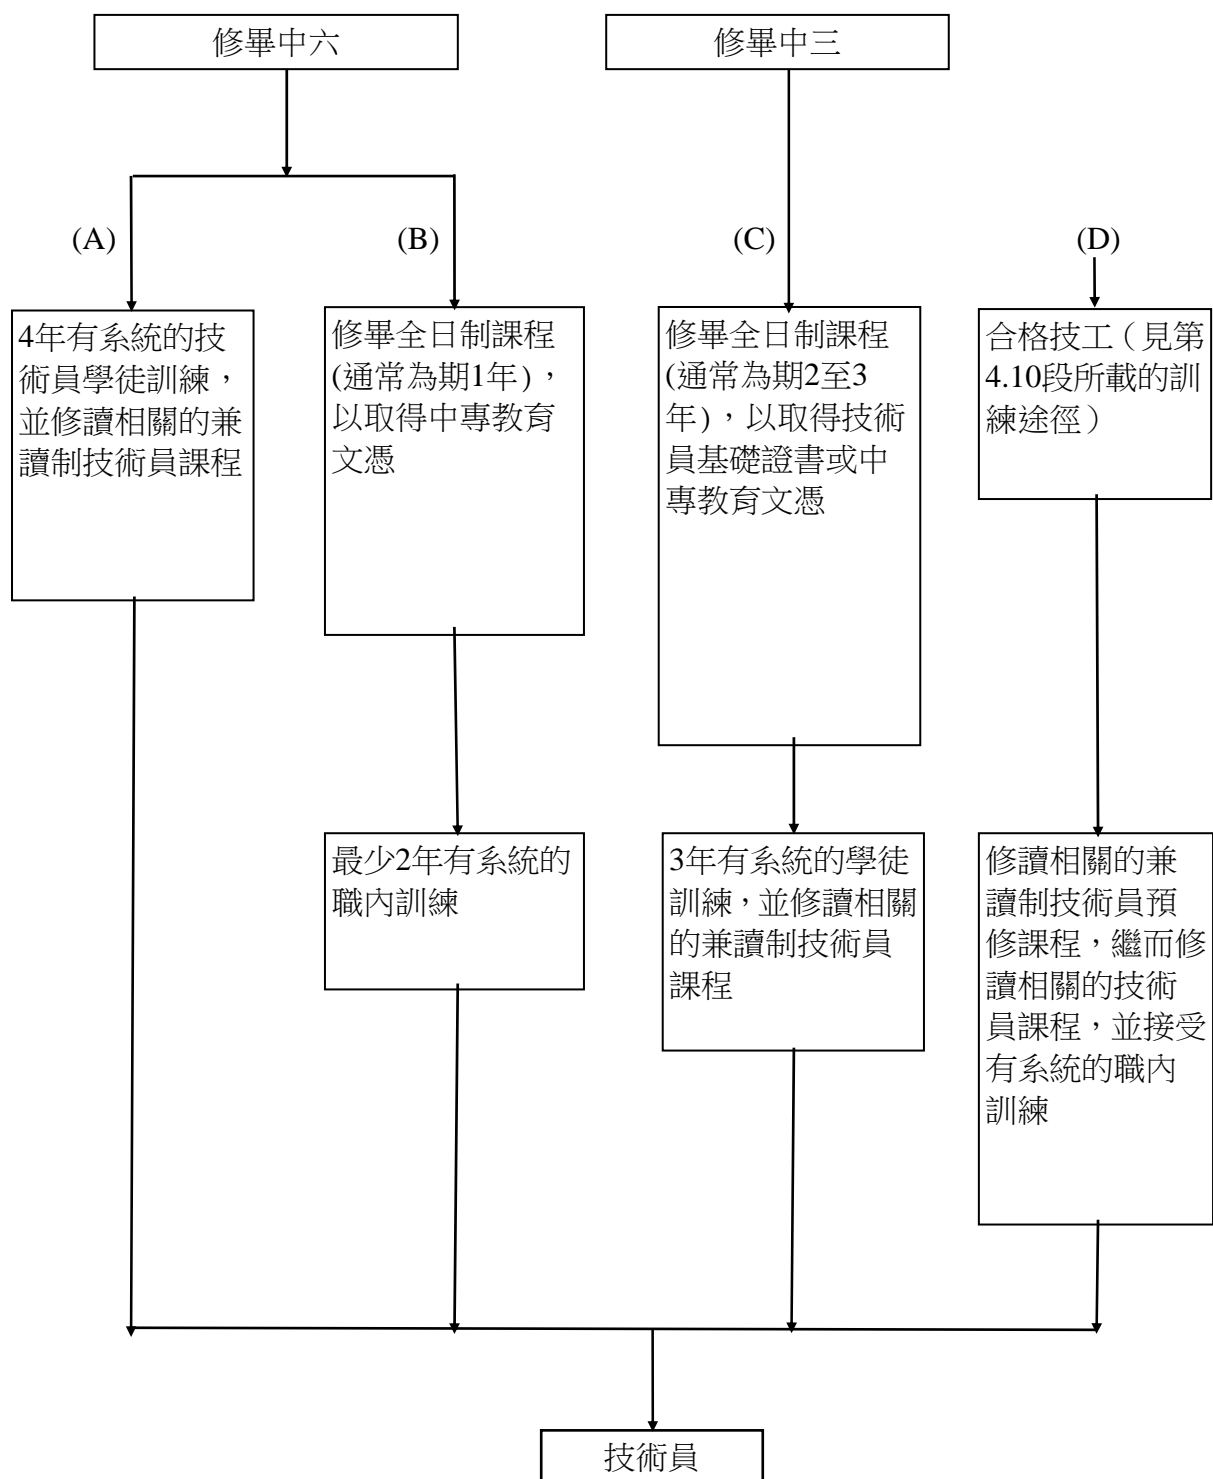 修畢中六
修畢中三
(A)
(B)
(C)
(D)
4年有系統的技
術員學徒訓練，
並修讀相關的兼
讀制技術員課程
修畢全日制課程
(通常為期1年)，
以取得中專教育
文憑
修畢全日制課程
(通常為期2至3
年)，以取得技術
員基礎證書或中
專教育文憑
合格技工（見第
4.10段所載的訓
練途徑）
最少2年有系統的
職內訓練
3年有系統的學徒
訓練，並修讀相關
的兼讀制技術員
課程
修讀相關的兼
讀制技術員預
修課程，繼而修
讀相關的技術
員課程，並接受
有系統的職內
訓練
技術員